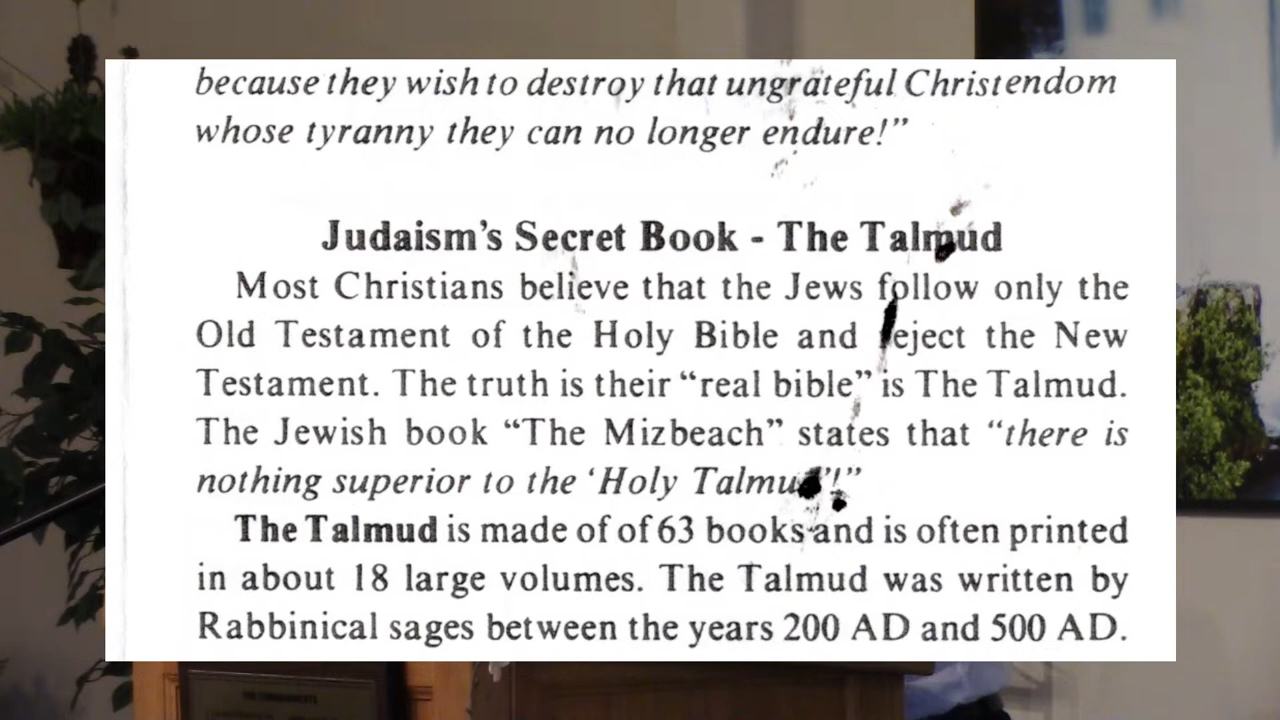 because they wish to destroy that ungrateful Christendom
whose tyranny they can no longer endure!”
Judaism’s Secret Book - The Talmud
Most Christians believe that the Jews follow only the
Old Testament of the Holy Bible and reject the New
Testament. The truth is their “real bible” is The Talmud.
The Jewish book “The Mizbeach” states that “there is
nothing superior to the ‘Holy Talmud’!”
The Talmud is made of of 63 books and is often printed
in about 18 large volumes. The Talmud was written by
Rabbinical sages between the years 200 AD and 500 AD.